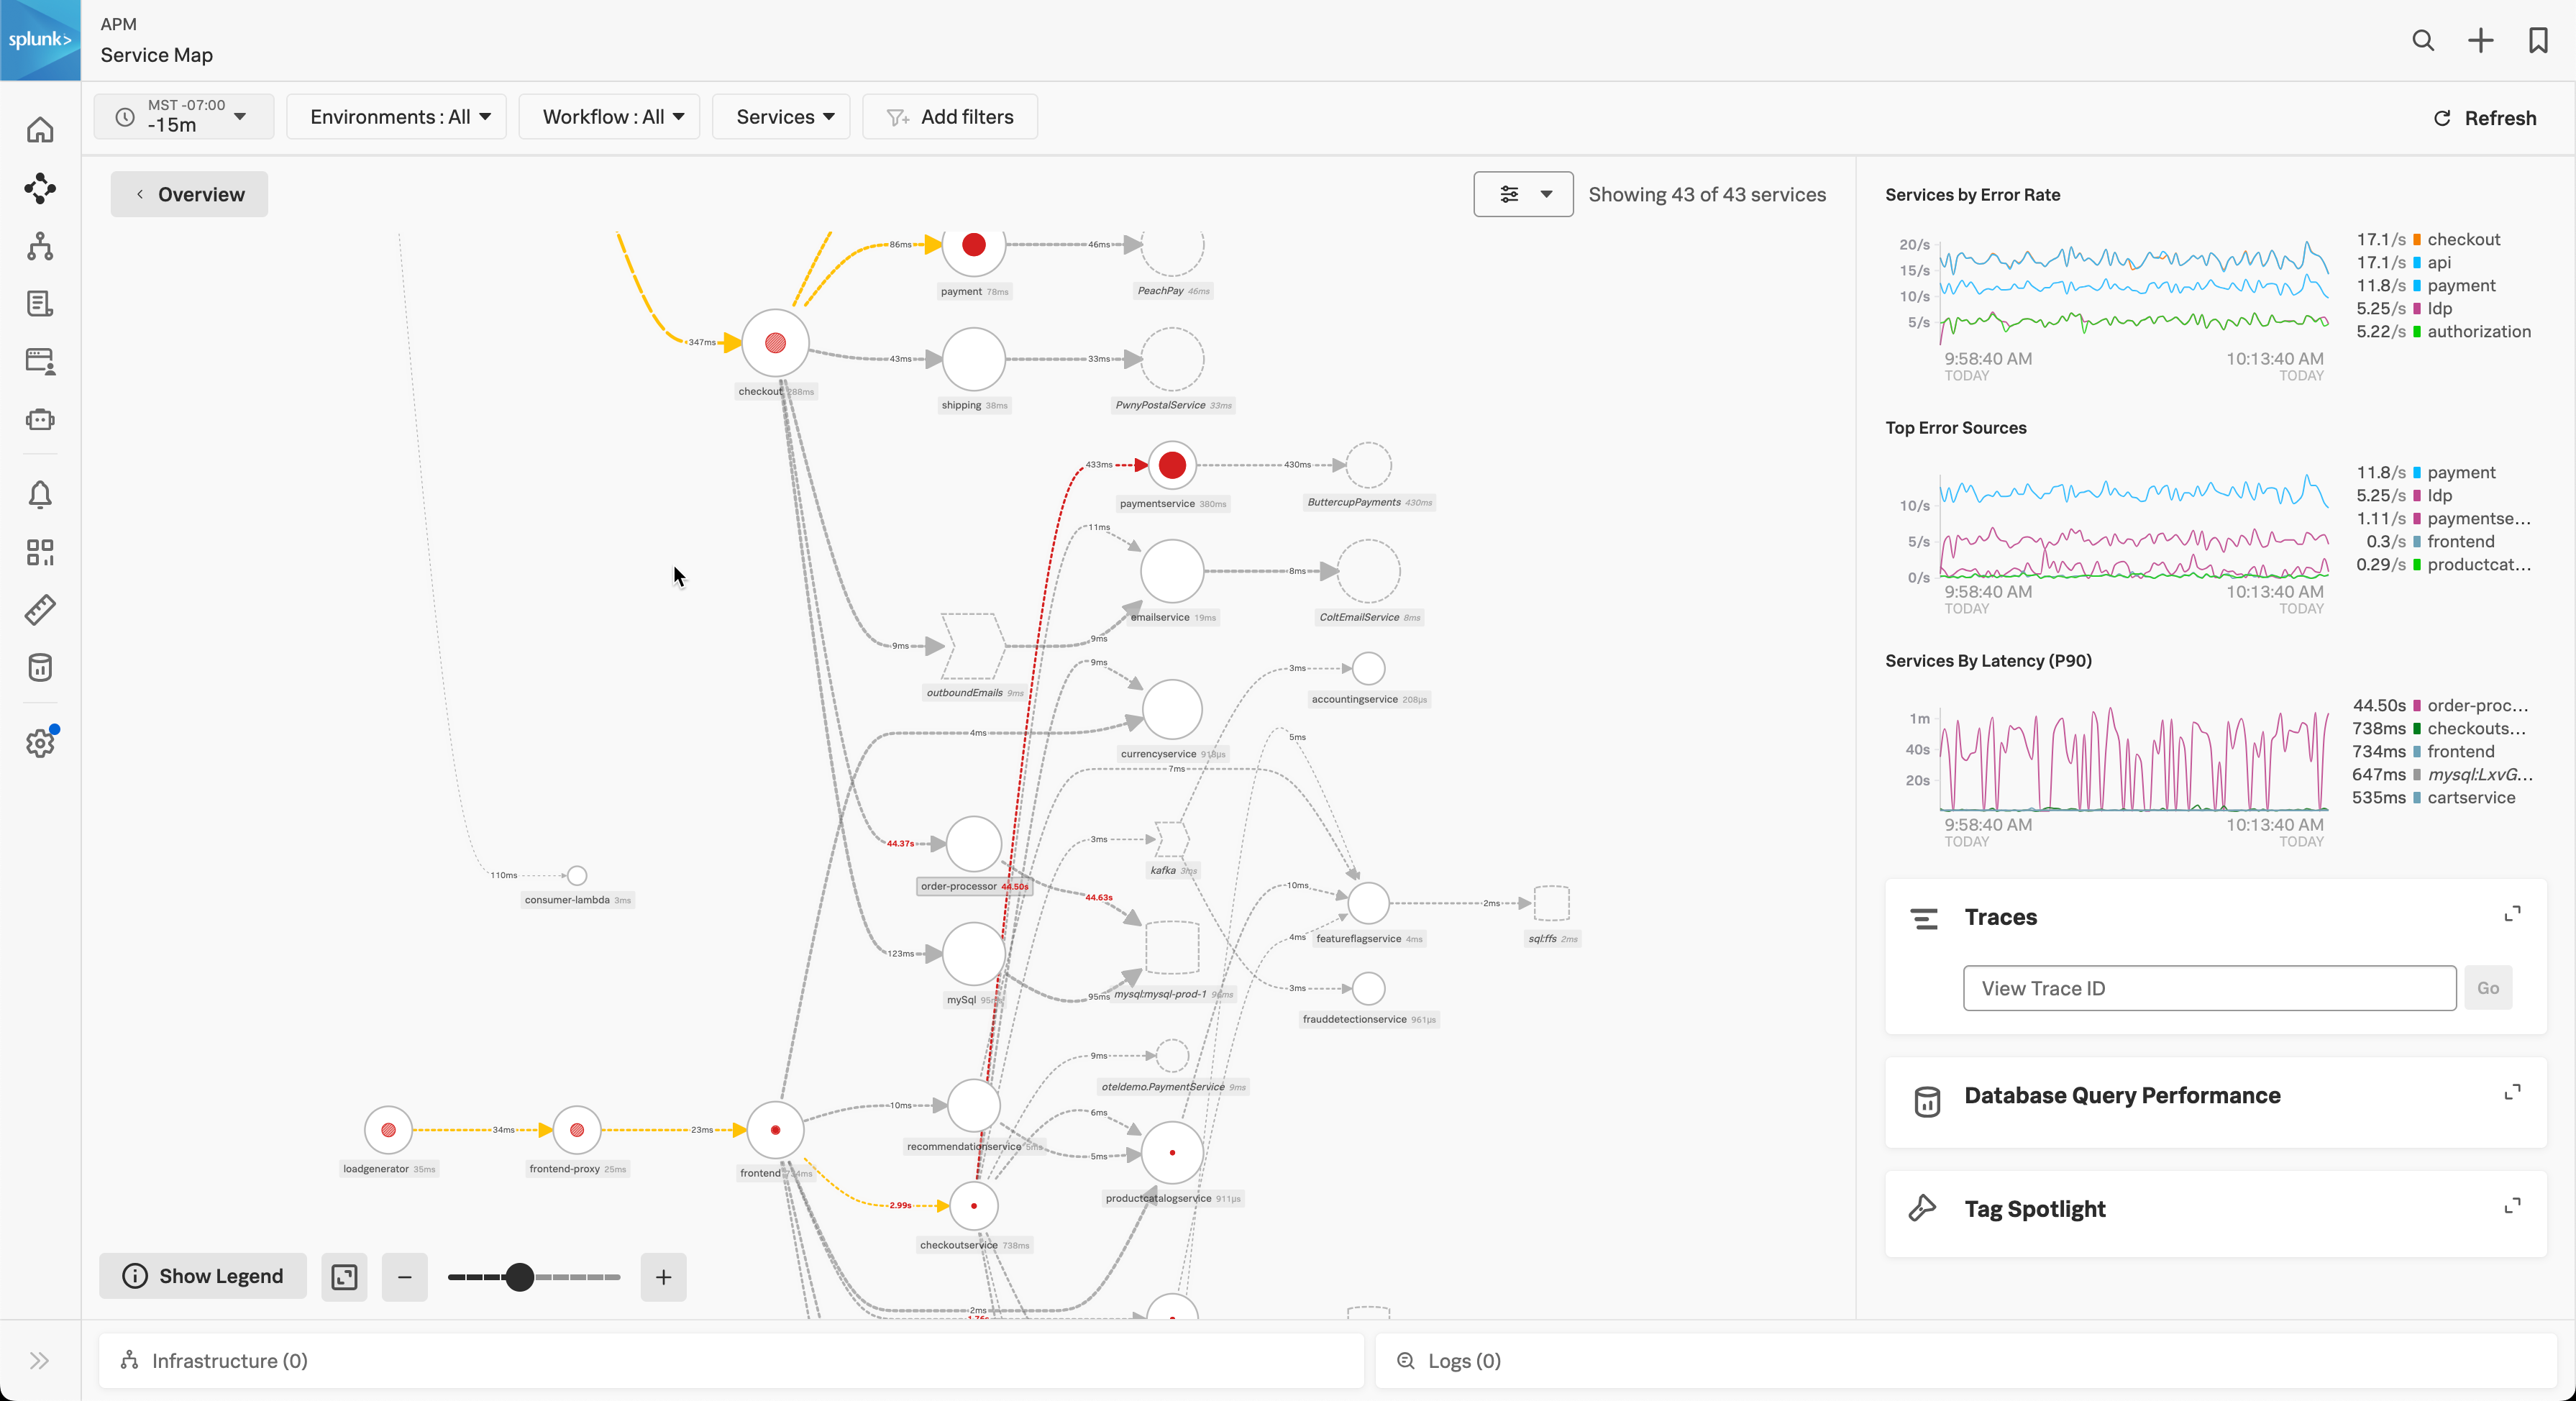 splunk>
APM
Service Map
MST -07:00
-15m
Environments : All
Workflow : All
Services
Add filters
Refresh
Overview
Showing 43 of 43 services
86ms
46ms
payment 78ms
PeachPay 46ms
347ms
checkout 288ms
43ms
33ms
shipping 38ms
PwnyPostalService 33ms
433ms
430ms
paymentservice 380ms
ButtercupPayments 430ms
11ms
8ms
emailservice 19ms
ColtEmailService 8ms
9ms
9ms
outboundEmails 9ms
9ms
3ms
accountingservice 208µs
4ms
5ms
currencyservice
7ms
44.37s
3ms
kafka 3ms
order-processor 44.50s
44.63s
110ms
consumer-lambda 3ms
10ms
2ms
featureflagservice 4ms
sql:ffs 2ms
4ms
123ms
mySql
95ms
mysql:mysql-prod-1
3ms
frauddetectionservice 961µs
9ms
oteldemo.PaymentService 9ms
10ms
6ms
recommendationservice 5ms
5ms
productcatalogservice 911µs
34ms
23ms
loadgenerator 35ms
frontend-proxy 25ms
frontend
2.99s
checkoutservice 738ms
2ms
Show Legend
Services by Error Rate
20/s
15/s
10/s
5/s
9:58:40 AM
TODAY
10:13:40 AM
TODAY
17.1/s checkout
17.1/s api
11.8/s payment
5.25/s ldp
5.22/s authorization
Top Error Sources
10/s
5/s
0/s
9:58:40 AM
TODAY
10:13:40 AM
TODAY
11.8/s payment
5.25/s ldp
1.11/s paymentse...
0.3/s frontend
0.29/s productcat...
Services By Latency (P90)
1m
40s
20s
9:58:40 AM
TODAY
10:13:40 AM
TODAY
44.50s order-proc...
738ms checkouts...
734ms frontend
647ms mysql:LxvG...
535ms cartservice
Traces
View Trace ID
Go
Database Query Performance
Tag Spotlight
Infrastructure (0)
Logs (0)